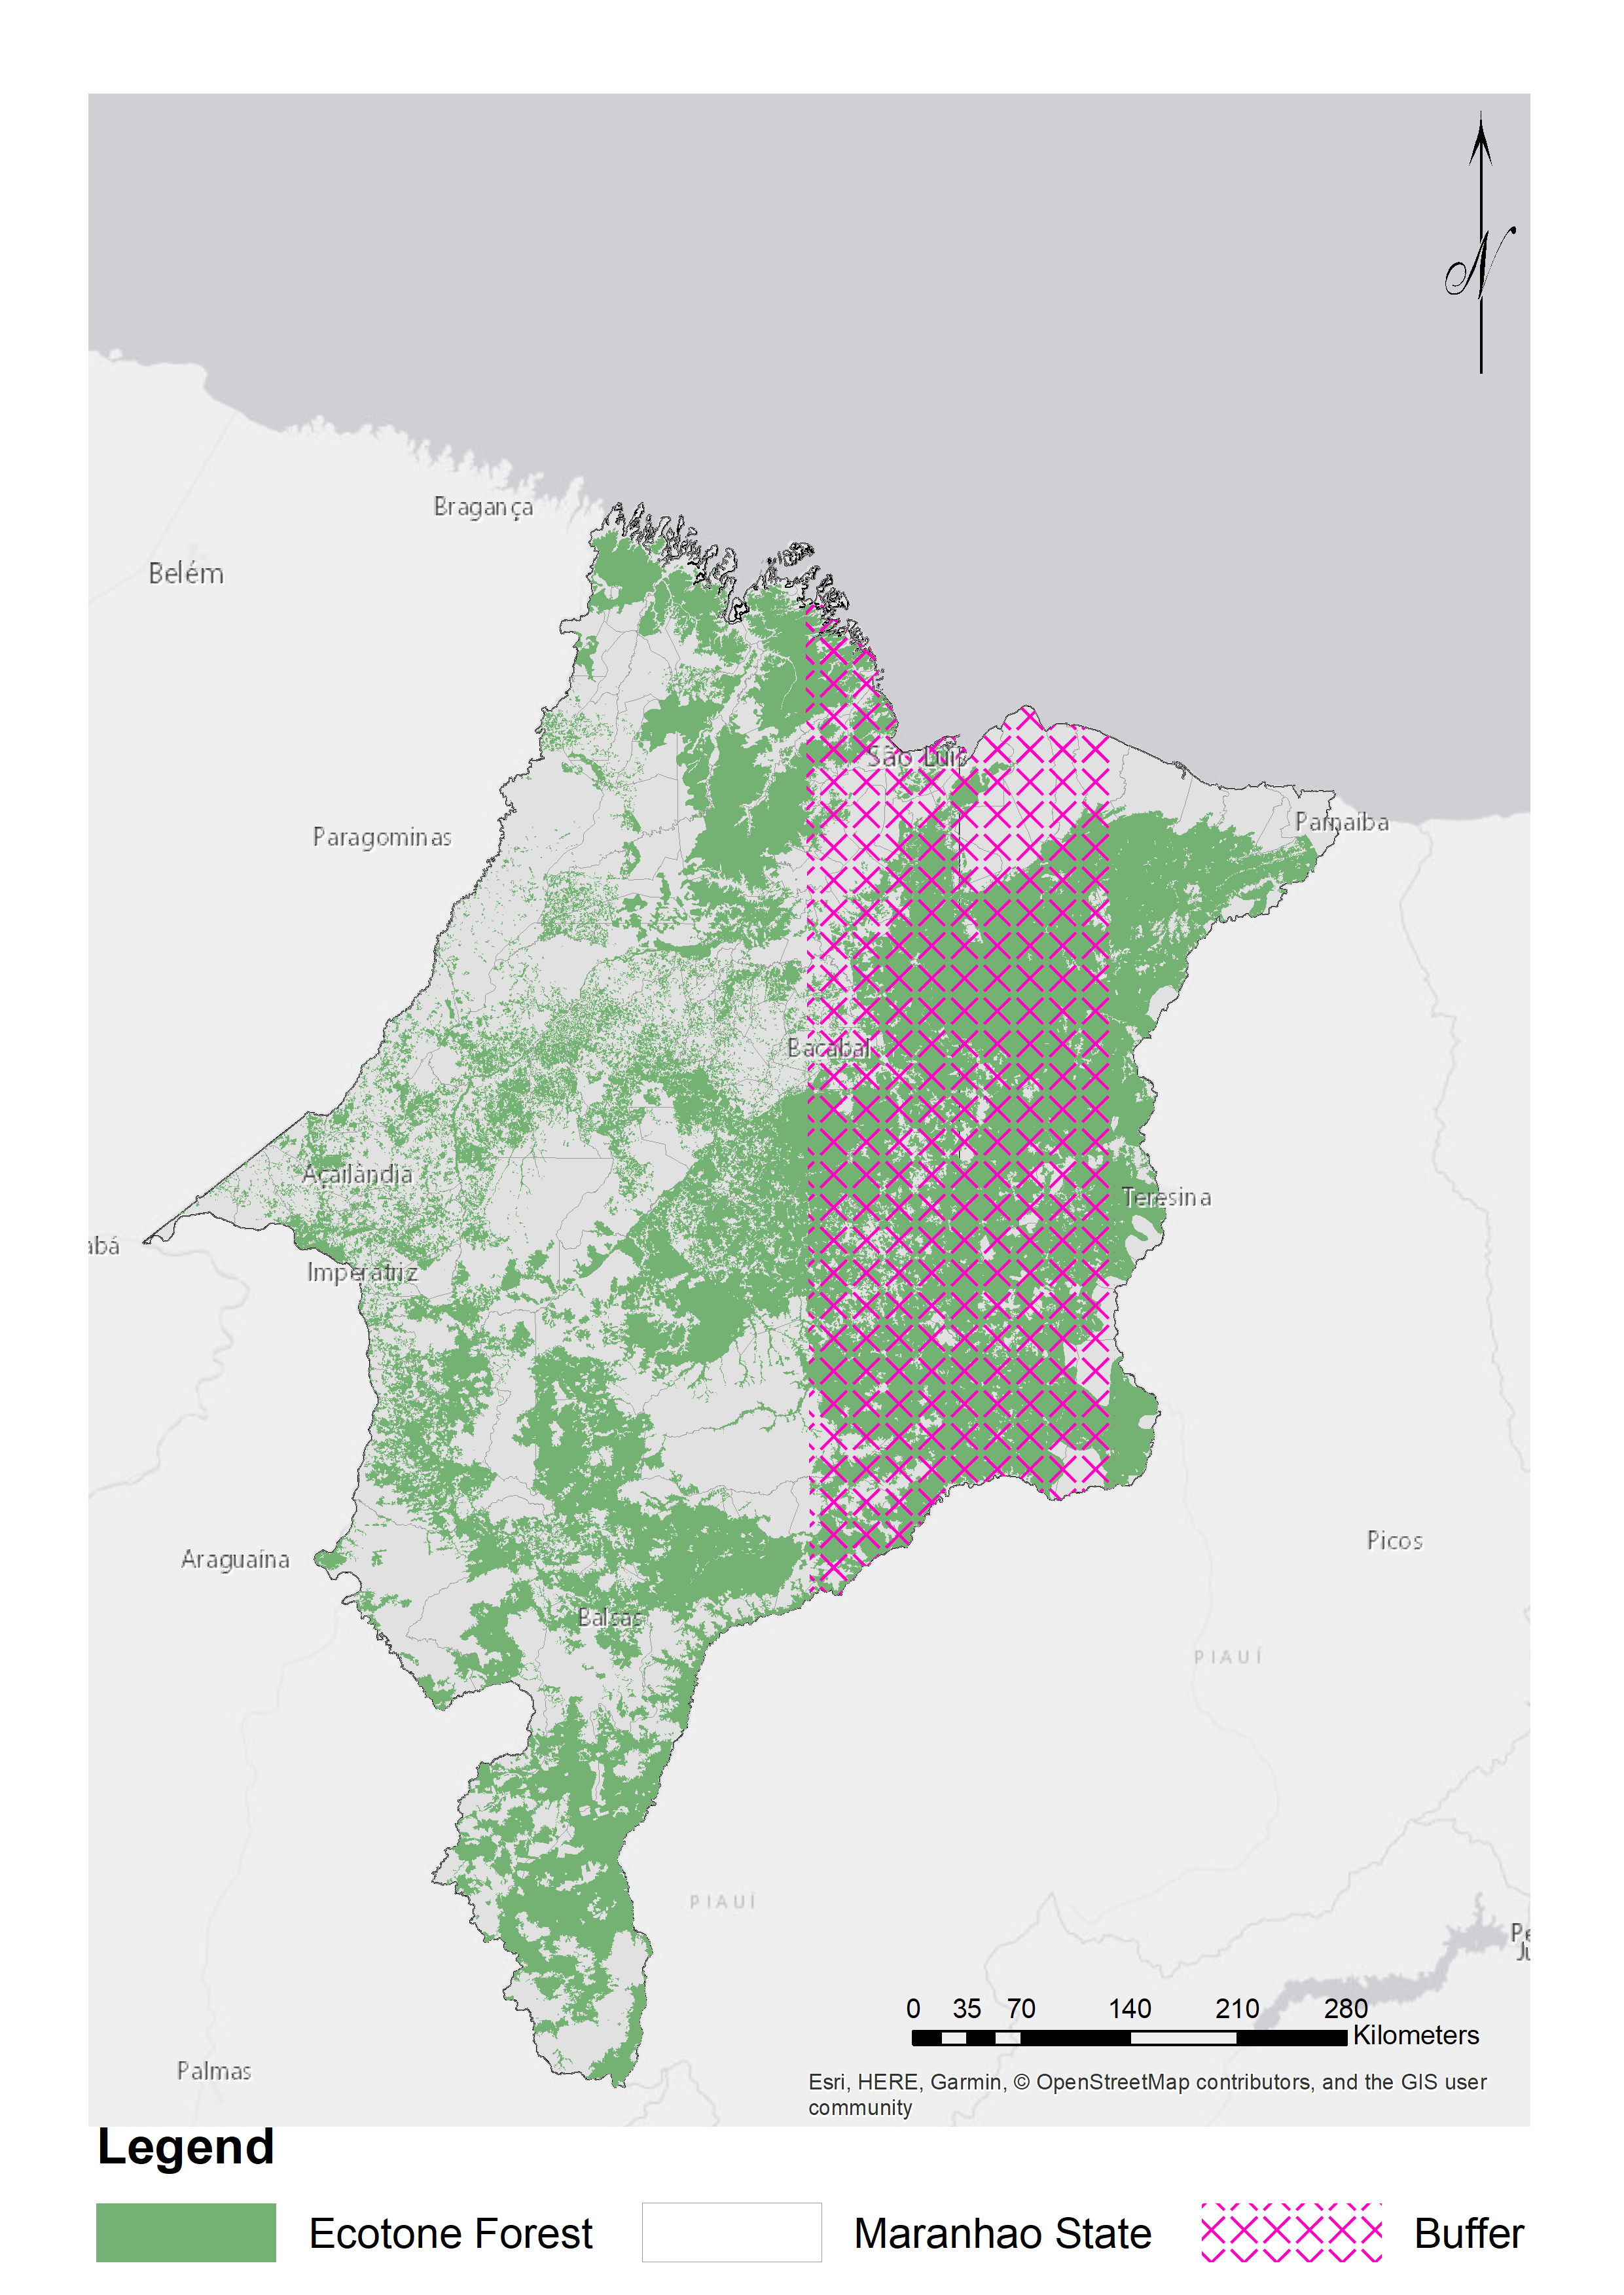 N
Bragança
Belém
São Luís
Paragominas
Parnaíba
Bacabal
Açailândia
Teresina
abá
Imperatriz
Picos
Araguaína
Balsas
PIAUÍ
PIAUÍ
Pe
Ju
0 35 70 140 210 280
Kilometers
Palmas
Esri, HERE, Garmin, © OpenStreetMap contributors, and the GIS user
community
Legend
Ecotone Forest
Maranhao State
Buffer